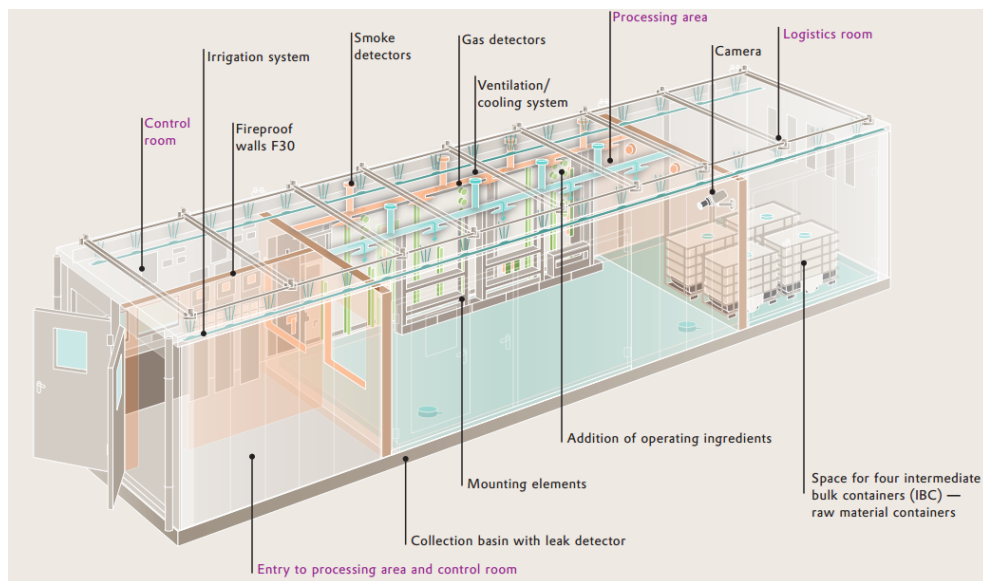 Processing area
Logistics room
Smoke
detectors
Gas detectors
Camera
Irrigation system
Ventilation/
cooling system
Control
room
Fireproof
walls F30
Addition of operating ingredients
Mounting elements
Space for four intermediate
bulk containers (IBC) —
raw material containers
Collection basin with leak detector
Entry to processing area and control room